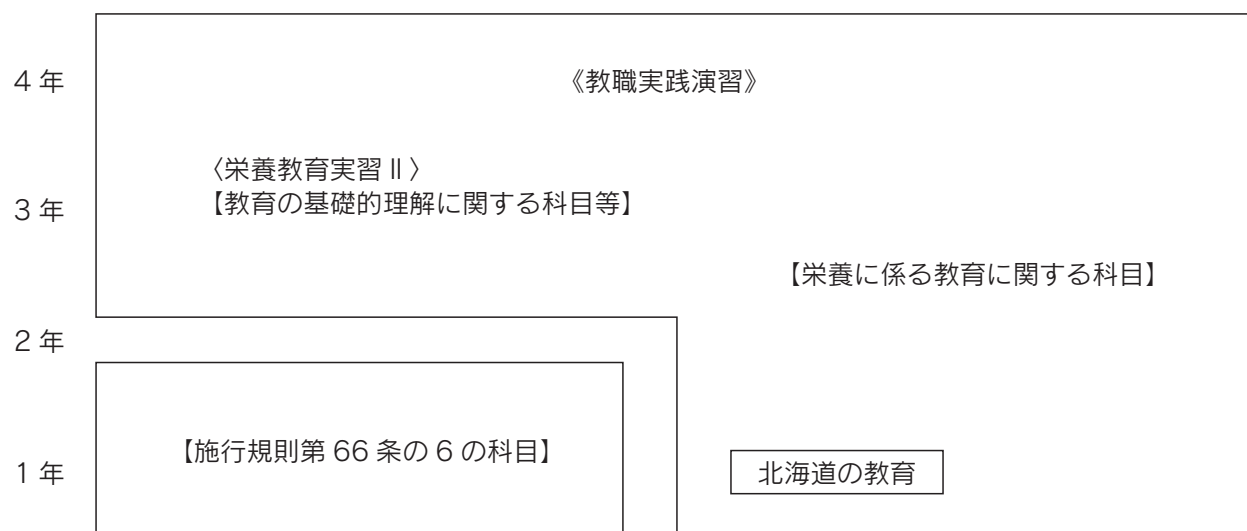 4 年
《教職実践演習》
〈栄養教育実習Ⅱ〉
3 年
【教育の基礎的理解に関する科目等】
【栄養に係る教育に関する科目】
2 年
【施行規則第 66 条の 6 の科目】
1 年
北海道の教育